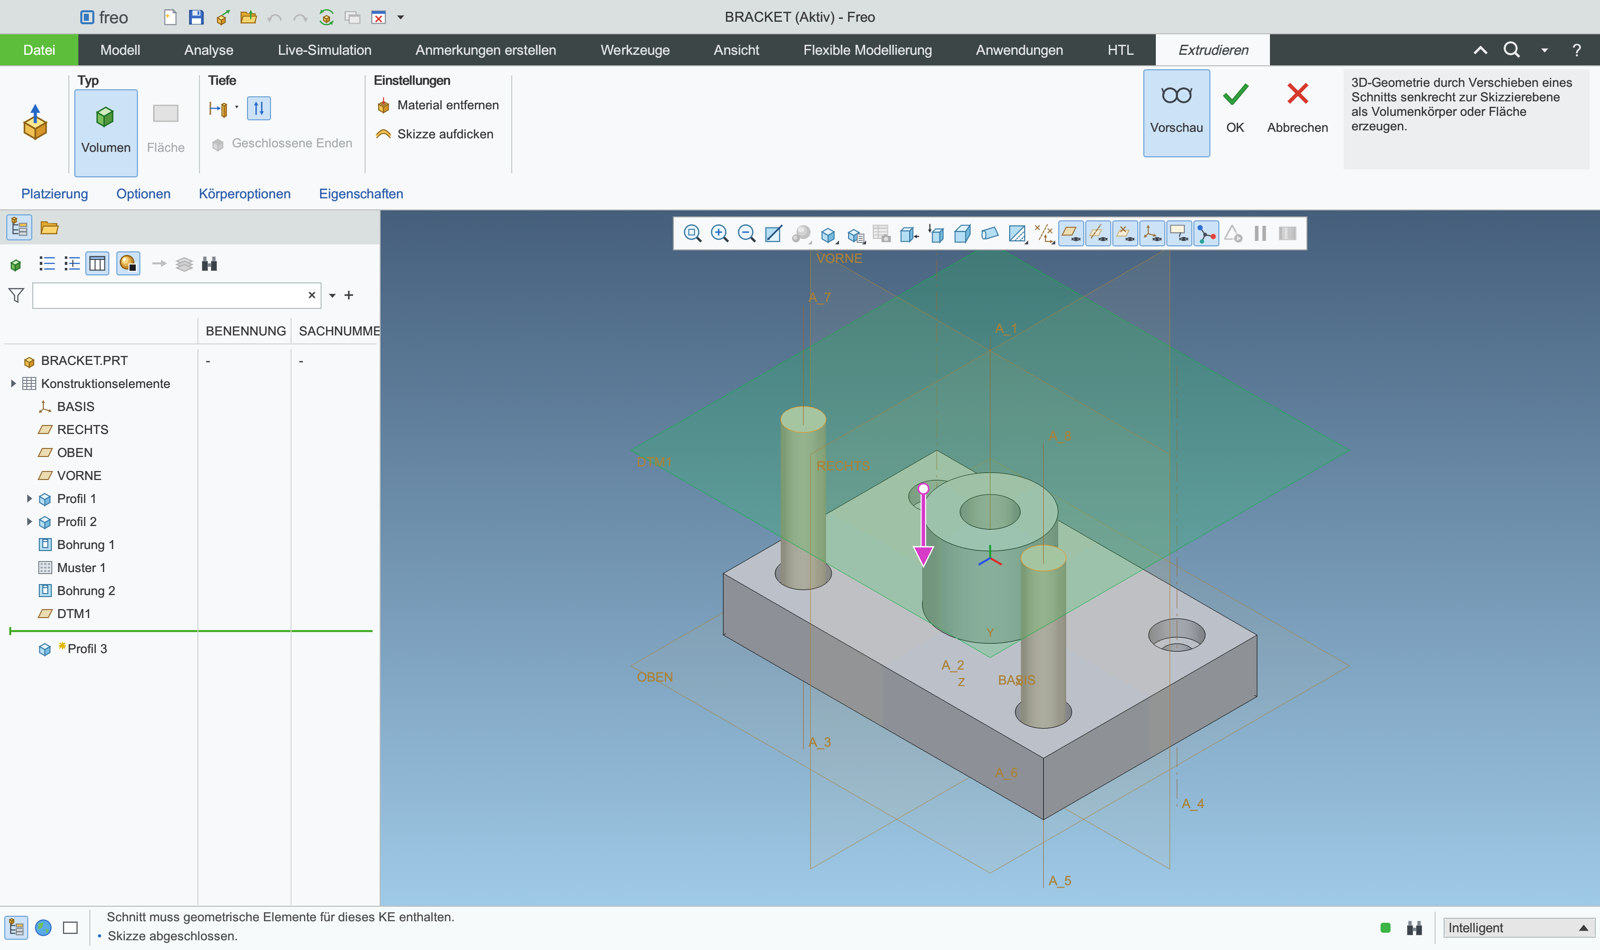 freo
BRACKET (Aktiv) - Freo
Datei
Modell
Analyse
Live-Simulation
Anmerkungen erstellen
Werkzeuge
Ansicht
Flexible Modellierung
Anwendungen
HTL
Extrudieren
?
Typ
Volumen
Fläche
Tiefe
Geschlossene Enden
Einstellungen
Material entfernen
Skizze aufdicken
Vorschau
OK
Abbrechen
3D-Geometrie durch Verschieben eines
Schnitts senkrecht zur Skizzierebene
als Volumenkörper oder Fläche
erzeugen.
Platzierung
Optionen
Körperoptionen
Eigenschaften
BENENNUNG
SACHNUMME
BRACKET.PRT
-
-
Konstruktionselemente
BASIS
RECHTS
OBEN
VORNE
Profil 1
Profil 2
Bohrung 1
Muster 1
Bohrung 2
DTM1
Profil 3
VORNE
A_7
A_1
DTM1
RECHTS
Y
A_2
Z
BASIS
OBEN
A_3
A_6
A_4
A_5
Schnitt muss geometrische Elemente für dieses KE enthalten.
• Skizze abgeschlossen.
Intelligent